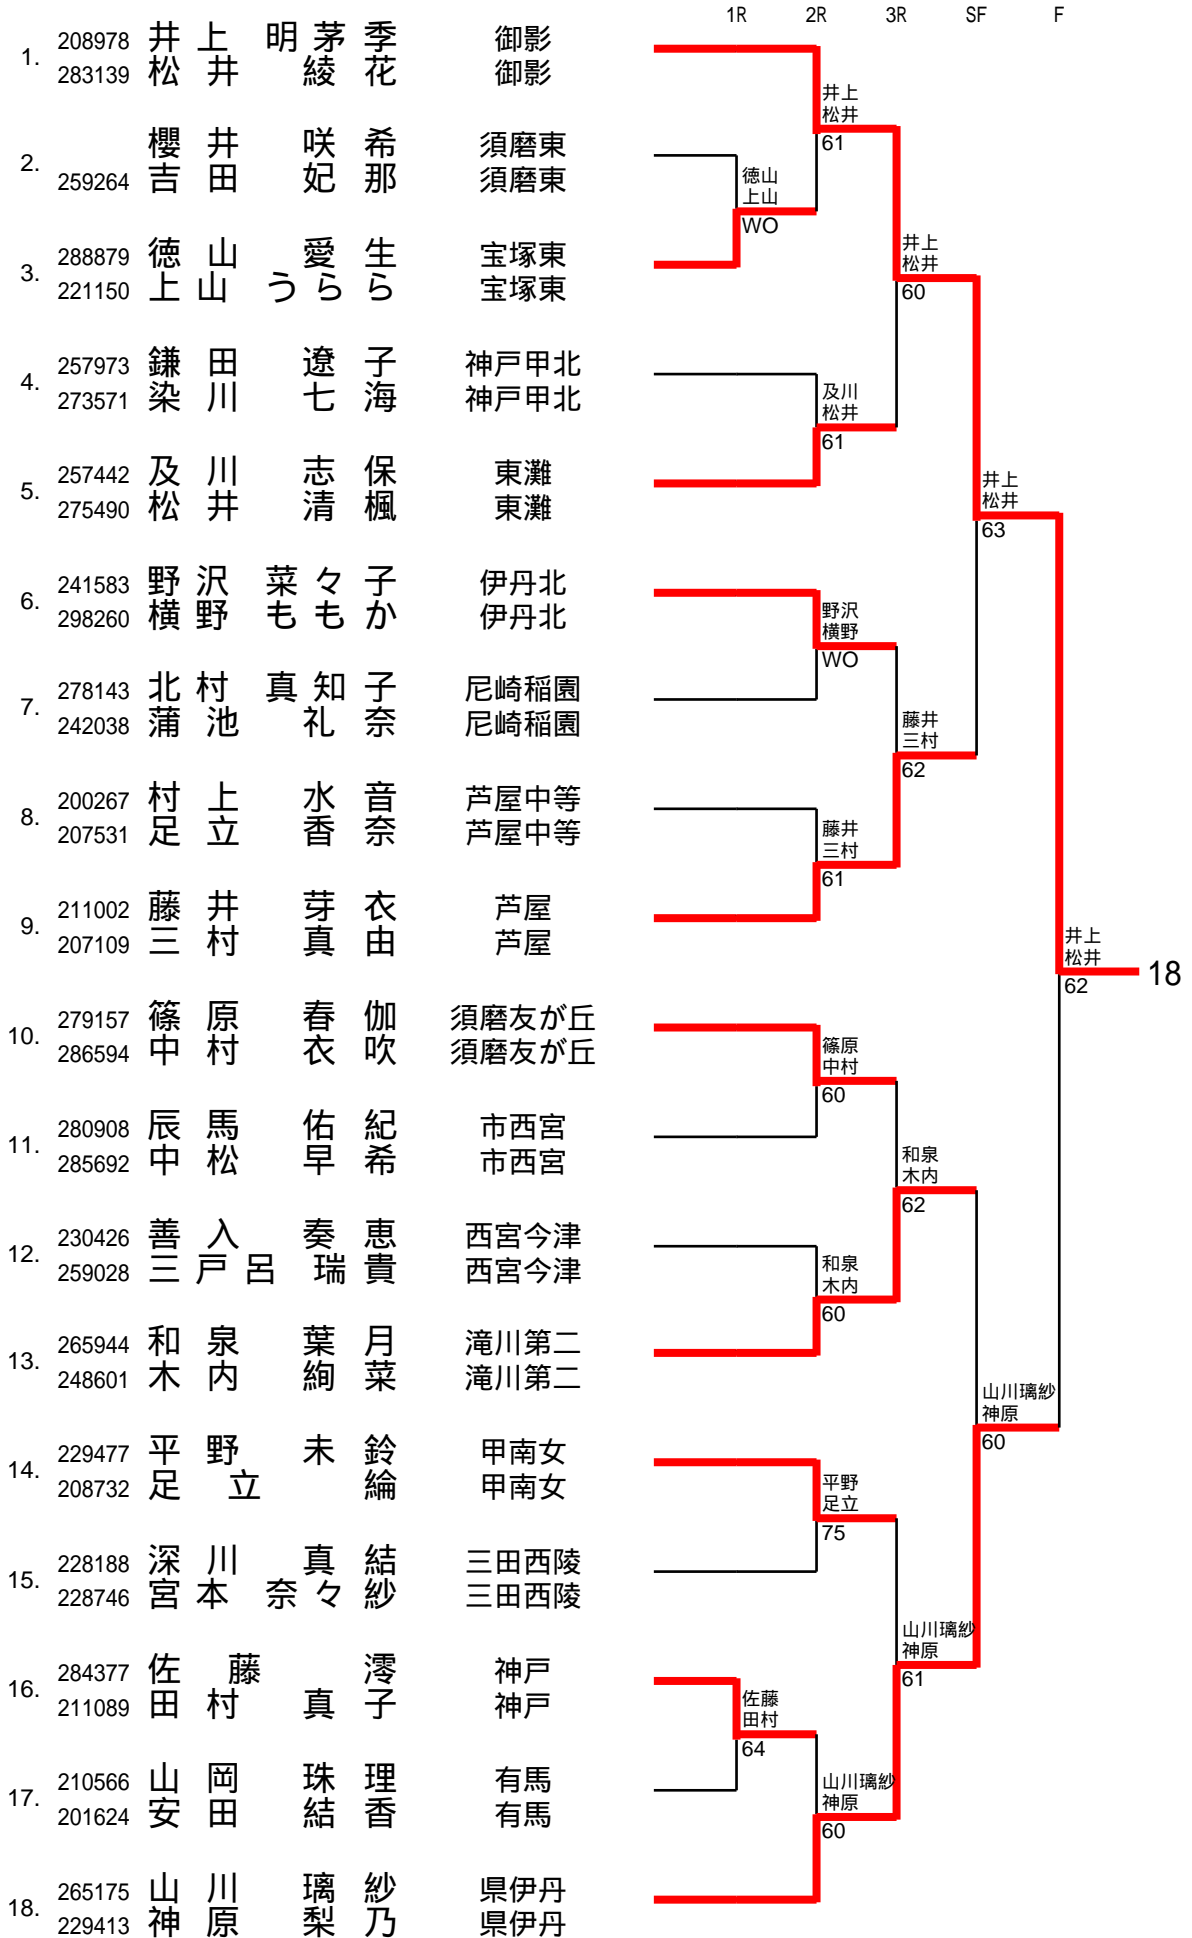 1R 2R 3R SF F
1. 208978 井上 明茅季 御影
283139 松井 綾花 御影
井上
松井
61
2. 櫻井 咲希 須磨東
259264 吉田 妃那 須磨東
徳山
上山
WO
3. 288879 徳山 愛生 宝塚東
221150 上山 うらら 宝塚東
井上
松井
60
4. 257973 鎌田 遼子 神戸甲北
273571 染川 七海 神戸甲北
及川
松井
61
5. 257442 及川 志保 東灘
275490 松井 清楓 東灘
井上
松井
63
6. 241583 野沢 菜々子 伊丹北
298260 横野 ももか 伊丹北
野沢
横野
WO
7. 278143 北村 真知子 尼崎稲園
242038 蒲池 礼奈 尼崎稲園
藤井
三村
62
8. 200267 村上 水音 芦屋中等
207531 足立 香奈 芦屋中等
藤井
三村
61
9. 211002 藤井 芽衣 芦屋
207109 三村 真由 芦屋
井上
松井
62
18
10. 279157 篠原 春伽 須磨友が丘
286594 中村 衣吹 須磨友が丘
篠原
中村
60
11. 280908 辰馬 佑紀 市西宮
285692 中松 早希 市西宮
和泉
木内
62
12. 230426 善入 奏恵 西宮今津
259028 三戸呂 瑞貴 西宮今津
和泉
木内
60
13. 265944 和泉 葉月 滝川第二
248601 木内 絢菜 滝川第二
山川璃紗
神原
60
14. 229477 平野 未鈴 甲南女
208732 足立 綸 甲南女
平野
足立
75
15. 228188 深川 真結 三田西陵
228746 宮本 奈々紗 三田西陵
山川璃紗
神原
61
16. 284377 佐藤 澪 神戸
211089 田村 真子 神戸
佐藤
田村
64
17. 210566 山岡 珠理 有馬
201624 安田 結香 有馬
山川璃紗
神原
60
18. 265175 山川 璃紗 県伊丹
229413 神原 梨乃 県伊丹